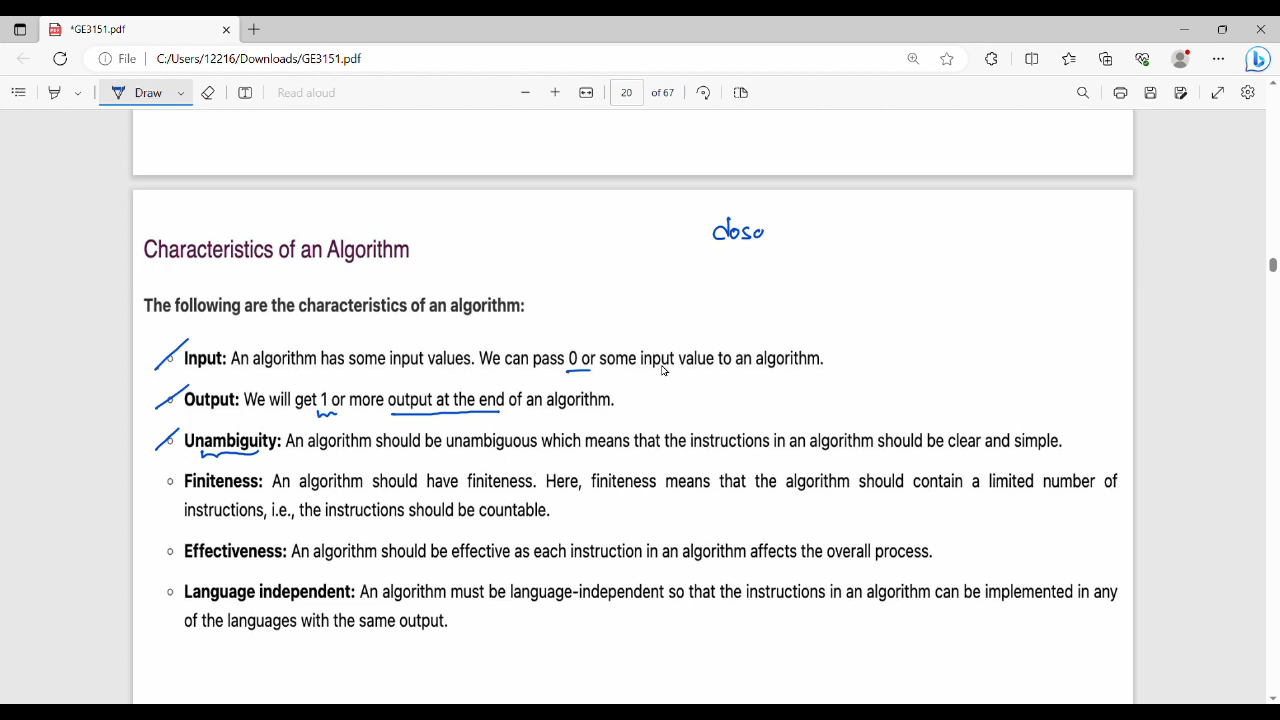 *GE3151.pdf
File
C:/Users/12216/Downloads/GE3151.pdf
Draw
Read aloud
20 of 67
Characteristics of an Algorithm
The following are the characteristics of an algorithm:
Input: An algorithm has some input values. We can pass 0 or some input value to an algorithm.
Output: We will get 1 or more output at the end of an algorithm.
Unambiguity: An algorithm should be unambiguous which means that the instructions in an algorithm should be clear and simple.
Finiteness: An algorithm should have finiteness. Here, finiteness means that the algorithm should contain a limited number of
instructions, i.e., the instructions should be countable.
Effectiveness: An algorithm should be effective as each instruction in an algorithm affects the overall process.
Language independent: An algorithm must be language-independent so that the instructions in an algorithm can be implemented in any
of the languages with the same output.